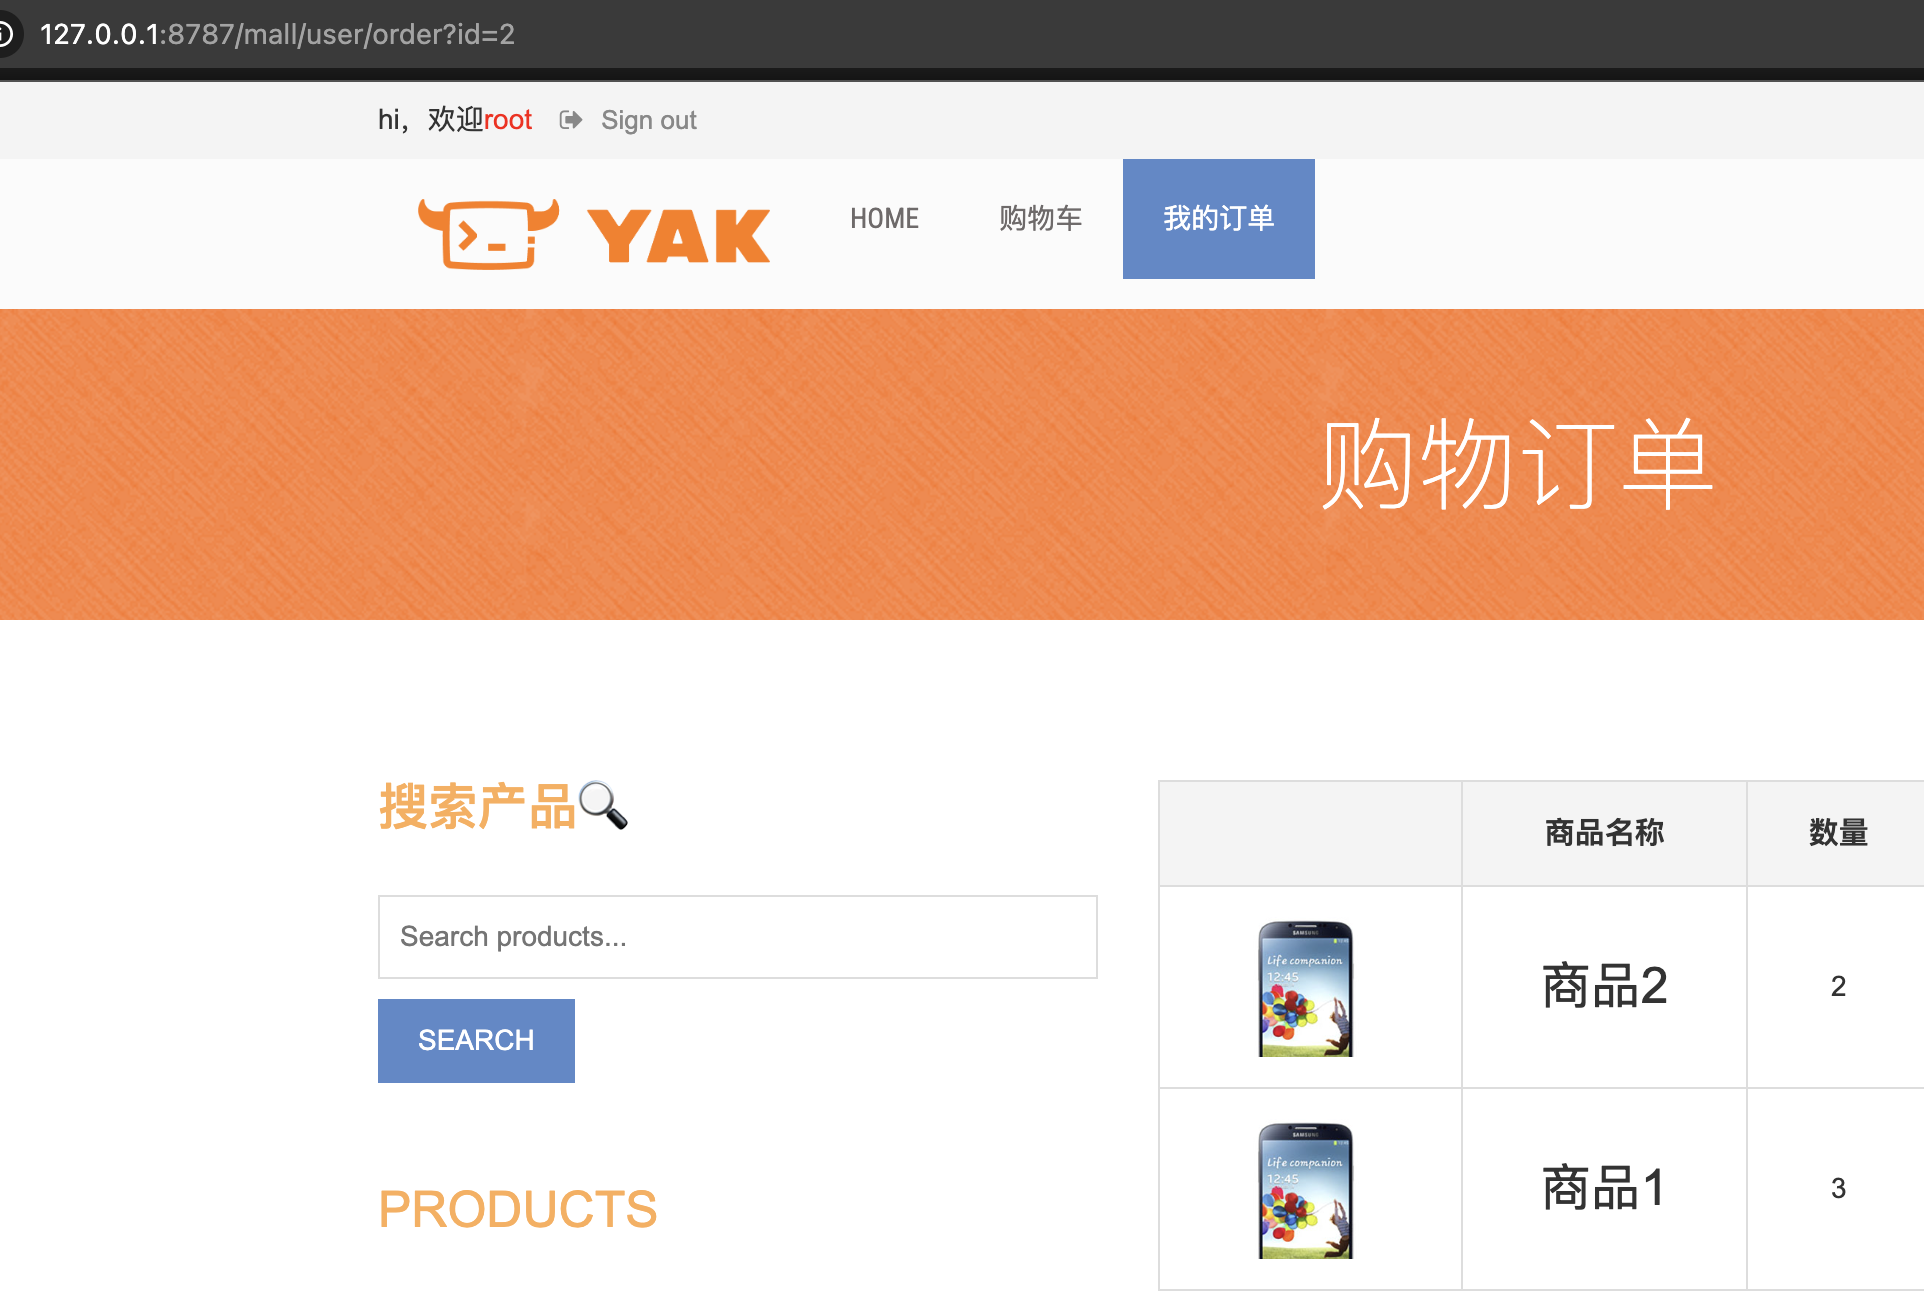 127.0.0.1:8787/mall/user/order?id=2
hi，欢迎root Sign out
YAK HOME 购物车 我的订单
购物订单
搜索产品🔍
商品名称 数量
Search products...
SAMSUNG
Life companion
12:45
商品2 2
SEARCH
SAMSUNG
Life companion
12:45
商品1 3
PRODUCTS